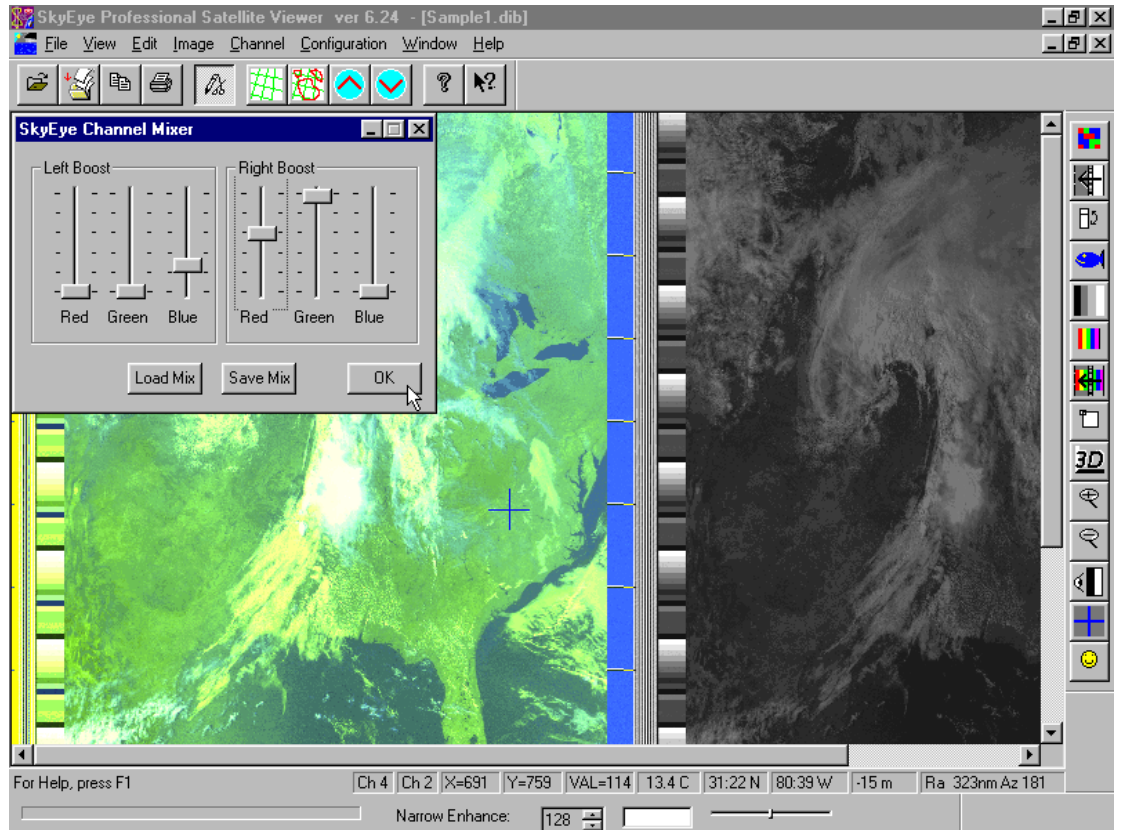 SkyEye Professional Satellite Viewer ver 6.24 - [Sample1.dib]
File View Edit Image Channel Configuration Window Help
SkyEye Channel Mixer
Left Boost Right Boost
Red Green Blue Red Green Blue
Load Mix Save Mix OK
3D
For Help, press F1 Ch 4 Ch 2 X=691 Y=759 VAL=114 13.4 C 31:22 N 80:39 W -15 m Ra 323nm Az 181
Narrow Enhance: 128